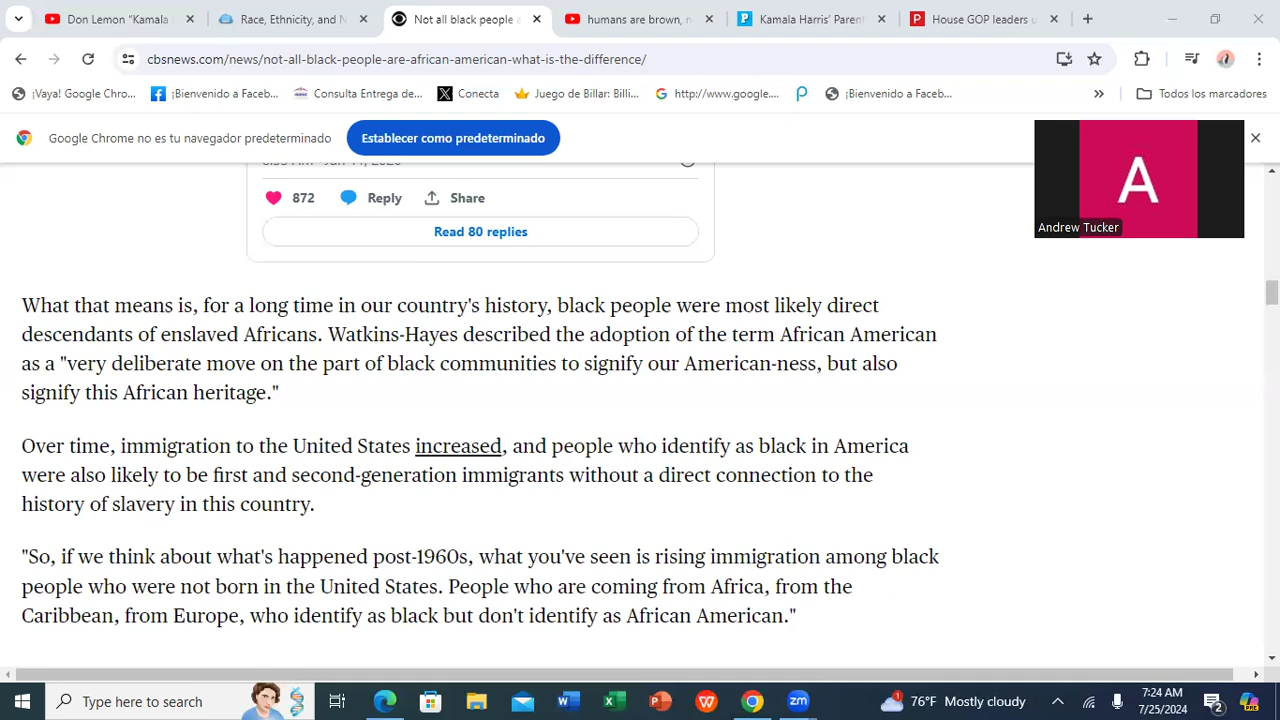 Don Lemon "Kamala
Race, Ethnicity, and N
Not all black people a
humans are brown, n
Kamala Harris' Paren
House GOP leaders u
cbsnews.com/news/not-all-black-people-are-african-american-what-is-the-difference/
¡Vaya! Google Chro...
¡Bienvenido a Faceb...
Consulta Entrega de...
Conecta
Juego de Billar: Billi...
http://www.google....
¡Bienvenido a Faceb...
Todos los marcadores
Google Chrome no es tu navegador predeterminado
Establecer como predeterminado
A
Andrew Tucker
872
Reply
Share
Read 80 replies
What that means is, for a long time in our country's history, black people were most likely direct
descendants of enslaved Africans. Watkins-Hayes described the adoption of the term African American
as a "very deliberate move on the part of black communities to signify our American-ness, but also
signify this African heritage."
Over time, immigration to the United States increased, and people who identify as black in America
were also likely to be first and second-generation immigrants without a direct connection to the
history of slavery in this country.
"So, if we think about what's happened post-1960s, what you've seen is rising immigration among black
people who were not born in the United States. People who are coming from Africa, from the
Caribbean, from Europe, who identify as black but don't identify as African American."
Type here to search
76°F Mostly cloudy
7:24 AM
7/25/2024
2